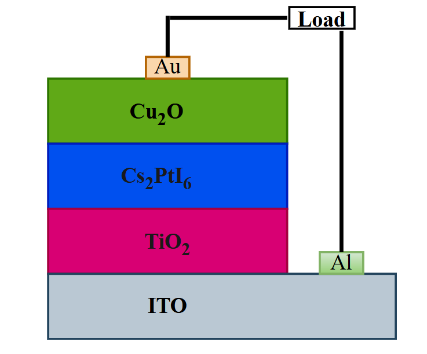 Load
Au
Cu₂O
Cs₂PtI₆
TiO₂
Al
ITO